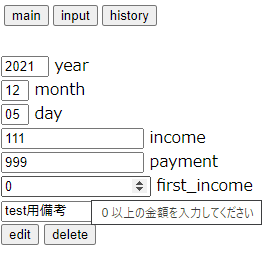 main input history
2021 year
12 month
05 day
111 income
999 payment
0 first_income
test用備考
0 以上の金額を入力してください
edit delete